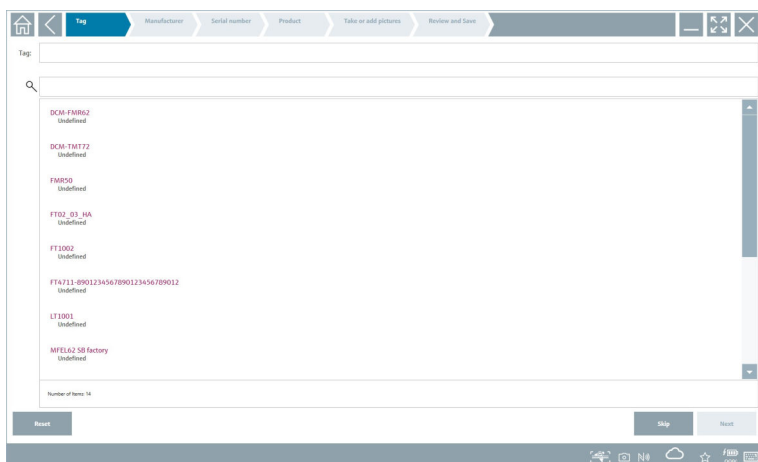 Tag
Manufacturer
Serial number
Product
Take or add pictures
Review and Save
Tag:
DCM-FMR62
Undefined
DCM-TMT72
Undefined
FMR50
Undefined
FT02_03_HA
Undefined
FT1002
Undefined
FT4711-8901234567890123456789012
Undefined
LT1001
Undefined
MFEL62 SB factory
Undefined
Number of Items: 14
Reset
Skip
Next